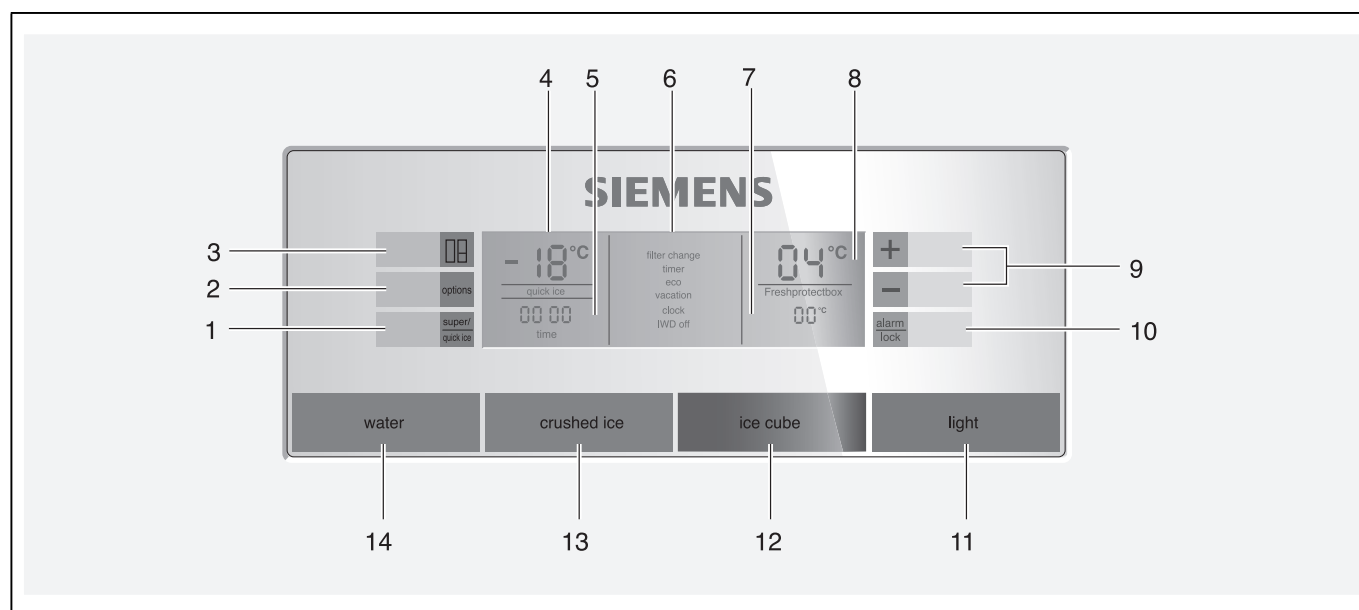 4 5 6 7 8
SIEMENS
3
2
1
options
super/
quick ice
- 18°C
quick ice
00 00
time
filter change
timer
eco
vacation
clock
IWD off
04°C
Freshprotectbox
00°C
+
−
alarm
lock
9
10
water crushed ice ice cube light
14 13 12 11